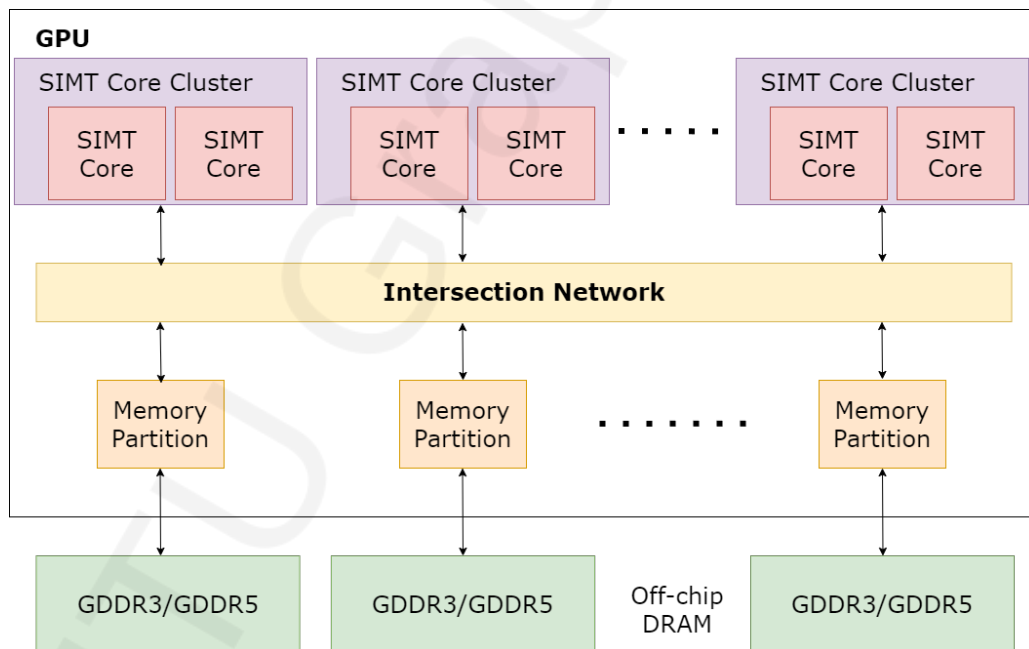 GPU
SIMT Core Cluster
SIMT
Core
SIMT
Core
SIMT Core Cluster
SIMT
Core
SIMT
Core
SIMT Core Cluster
SIMT
Core
SIMT
Core
Intersection Network
Memory
Partition
Memory
Partition
Memory
Partition
GDDR3/GDDR5
GDDR3/GDDR5
Off-chip
DRAM
GDDR3/GDDR5